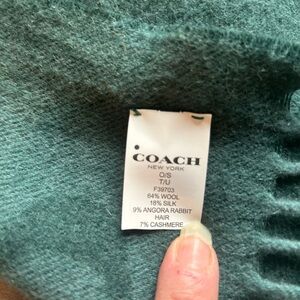 COACH
NEW YORK
O/S
T/U
F39703
64% WOOL
18% SILK
9% ANGORA RABBIT
HAIR
7% CASHMERE